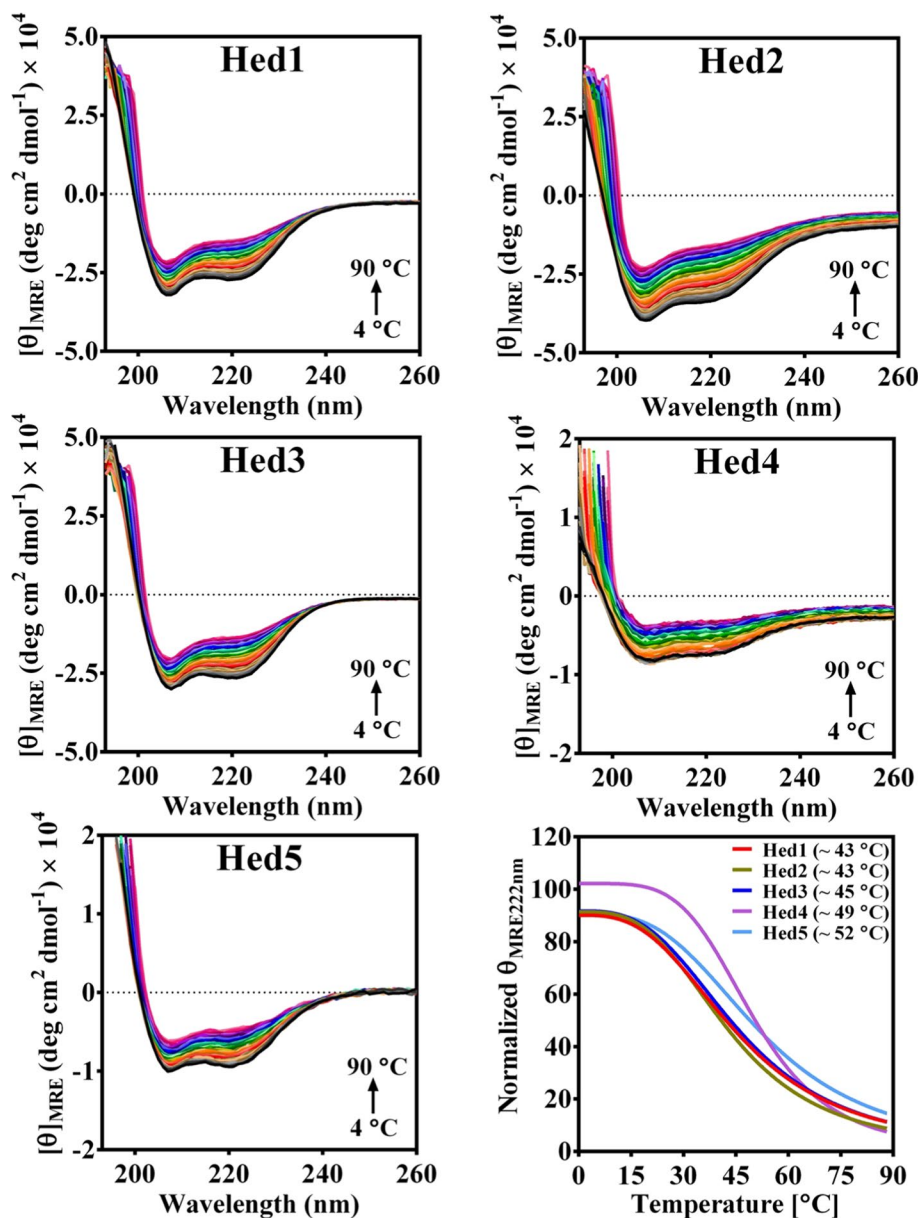 Hed1
5.0
2.5
0.0
-2.5
-5.0
[θ]MRE (deg cm² dmol⁻¹) × 10⁴
90 °C
4 °C
200 220 240 260
Wavelength (nm)
Hed2
5.0
2.5
0.0
-2.5
-5.0
[θ]MRE (deg cm² dmol⁻¹) × 10⁴
90 °C
4 °C
200 220 240 260
Wavelength (nm)
Hed3
5.0
2.5
0.0
-2.5
-5.0
[θ]MRE (deg cm² dmol⁻¹) × 10⁴
90 °C
4 °C
200 220 240 260
Wavelength (nm)
Hed4
2
1
0
-1
-2
[θ]MRE (deg cm² dmol⁻¹) × 10⁴
90 °C
4 °C
200 220 240 260
Wavelength (nm)
Hed5
2
1
0
-1
-2
[θ]MRE (deg cm² dmol⁻¹) × 10⁴
90 °C
4 °C
200 220 240 260
Wavelength (nm)
120
100
80
60
40
20
0
Normalized θMRE222nm
Hed1 (~ 43 °C)
Hed2 (~ 43 °C)
Hed3 (~ 45 °C)
Hed4 (~ 49 °C)
Hed5 (~ 52 °C)
0 15 30 45 60 75 90
Temperature [°C]